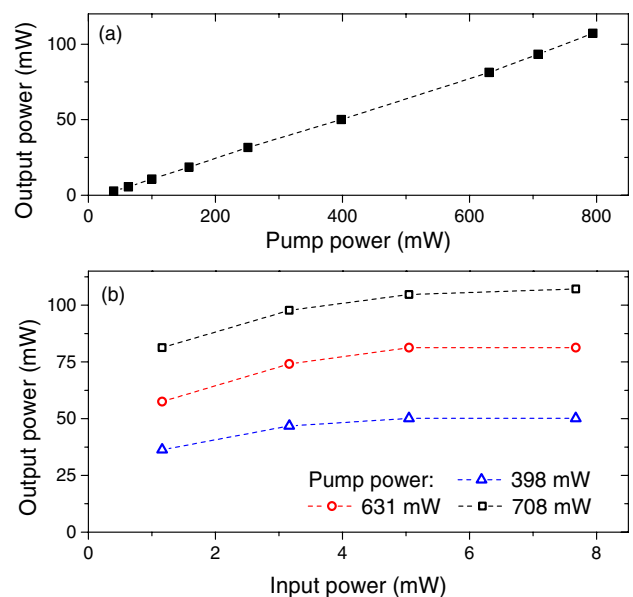 (a)
Output power (mW)
100
50
0
0 200 400 600 800
Pump power (mW)
(b)
Output power (mW)
100
75
50
25
0
Pump power: 398 mW
631 mW 708 mW
0 2 4 6 8
Input power (mW)